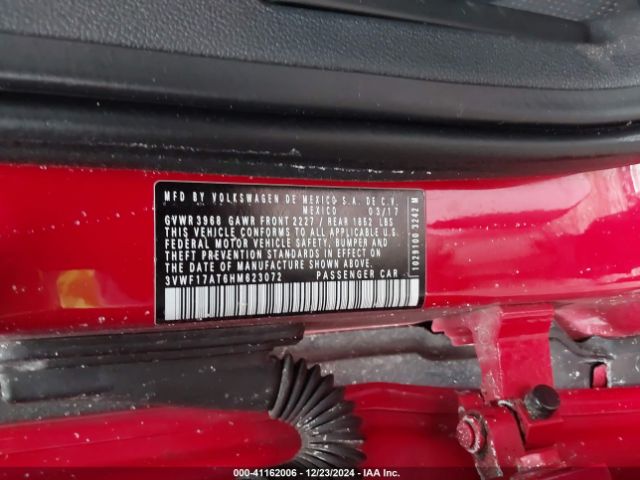 MFD BY VOLKSWAGEN DE MEXICO S.A. DE C.V.
MEXICO 03/17
GVWR 3968 GAWR FRONT 2227 / REAR 1852 LBS
THIS VEHICLE CONFORMS TO ALL APPLICABLE U.S.
FEDERAL MOTOR VEHICLE SAFETY, BUMPER AND
THEFT PREVENTION STANDARDS IN EFFECT ON
THE DATE OF MANUFACTURE SHOWN ABOVE
3VWF17AT6HM623072 PASSENGER CAR
000-41162006 - 12/23/2024 - IAAI.COM